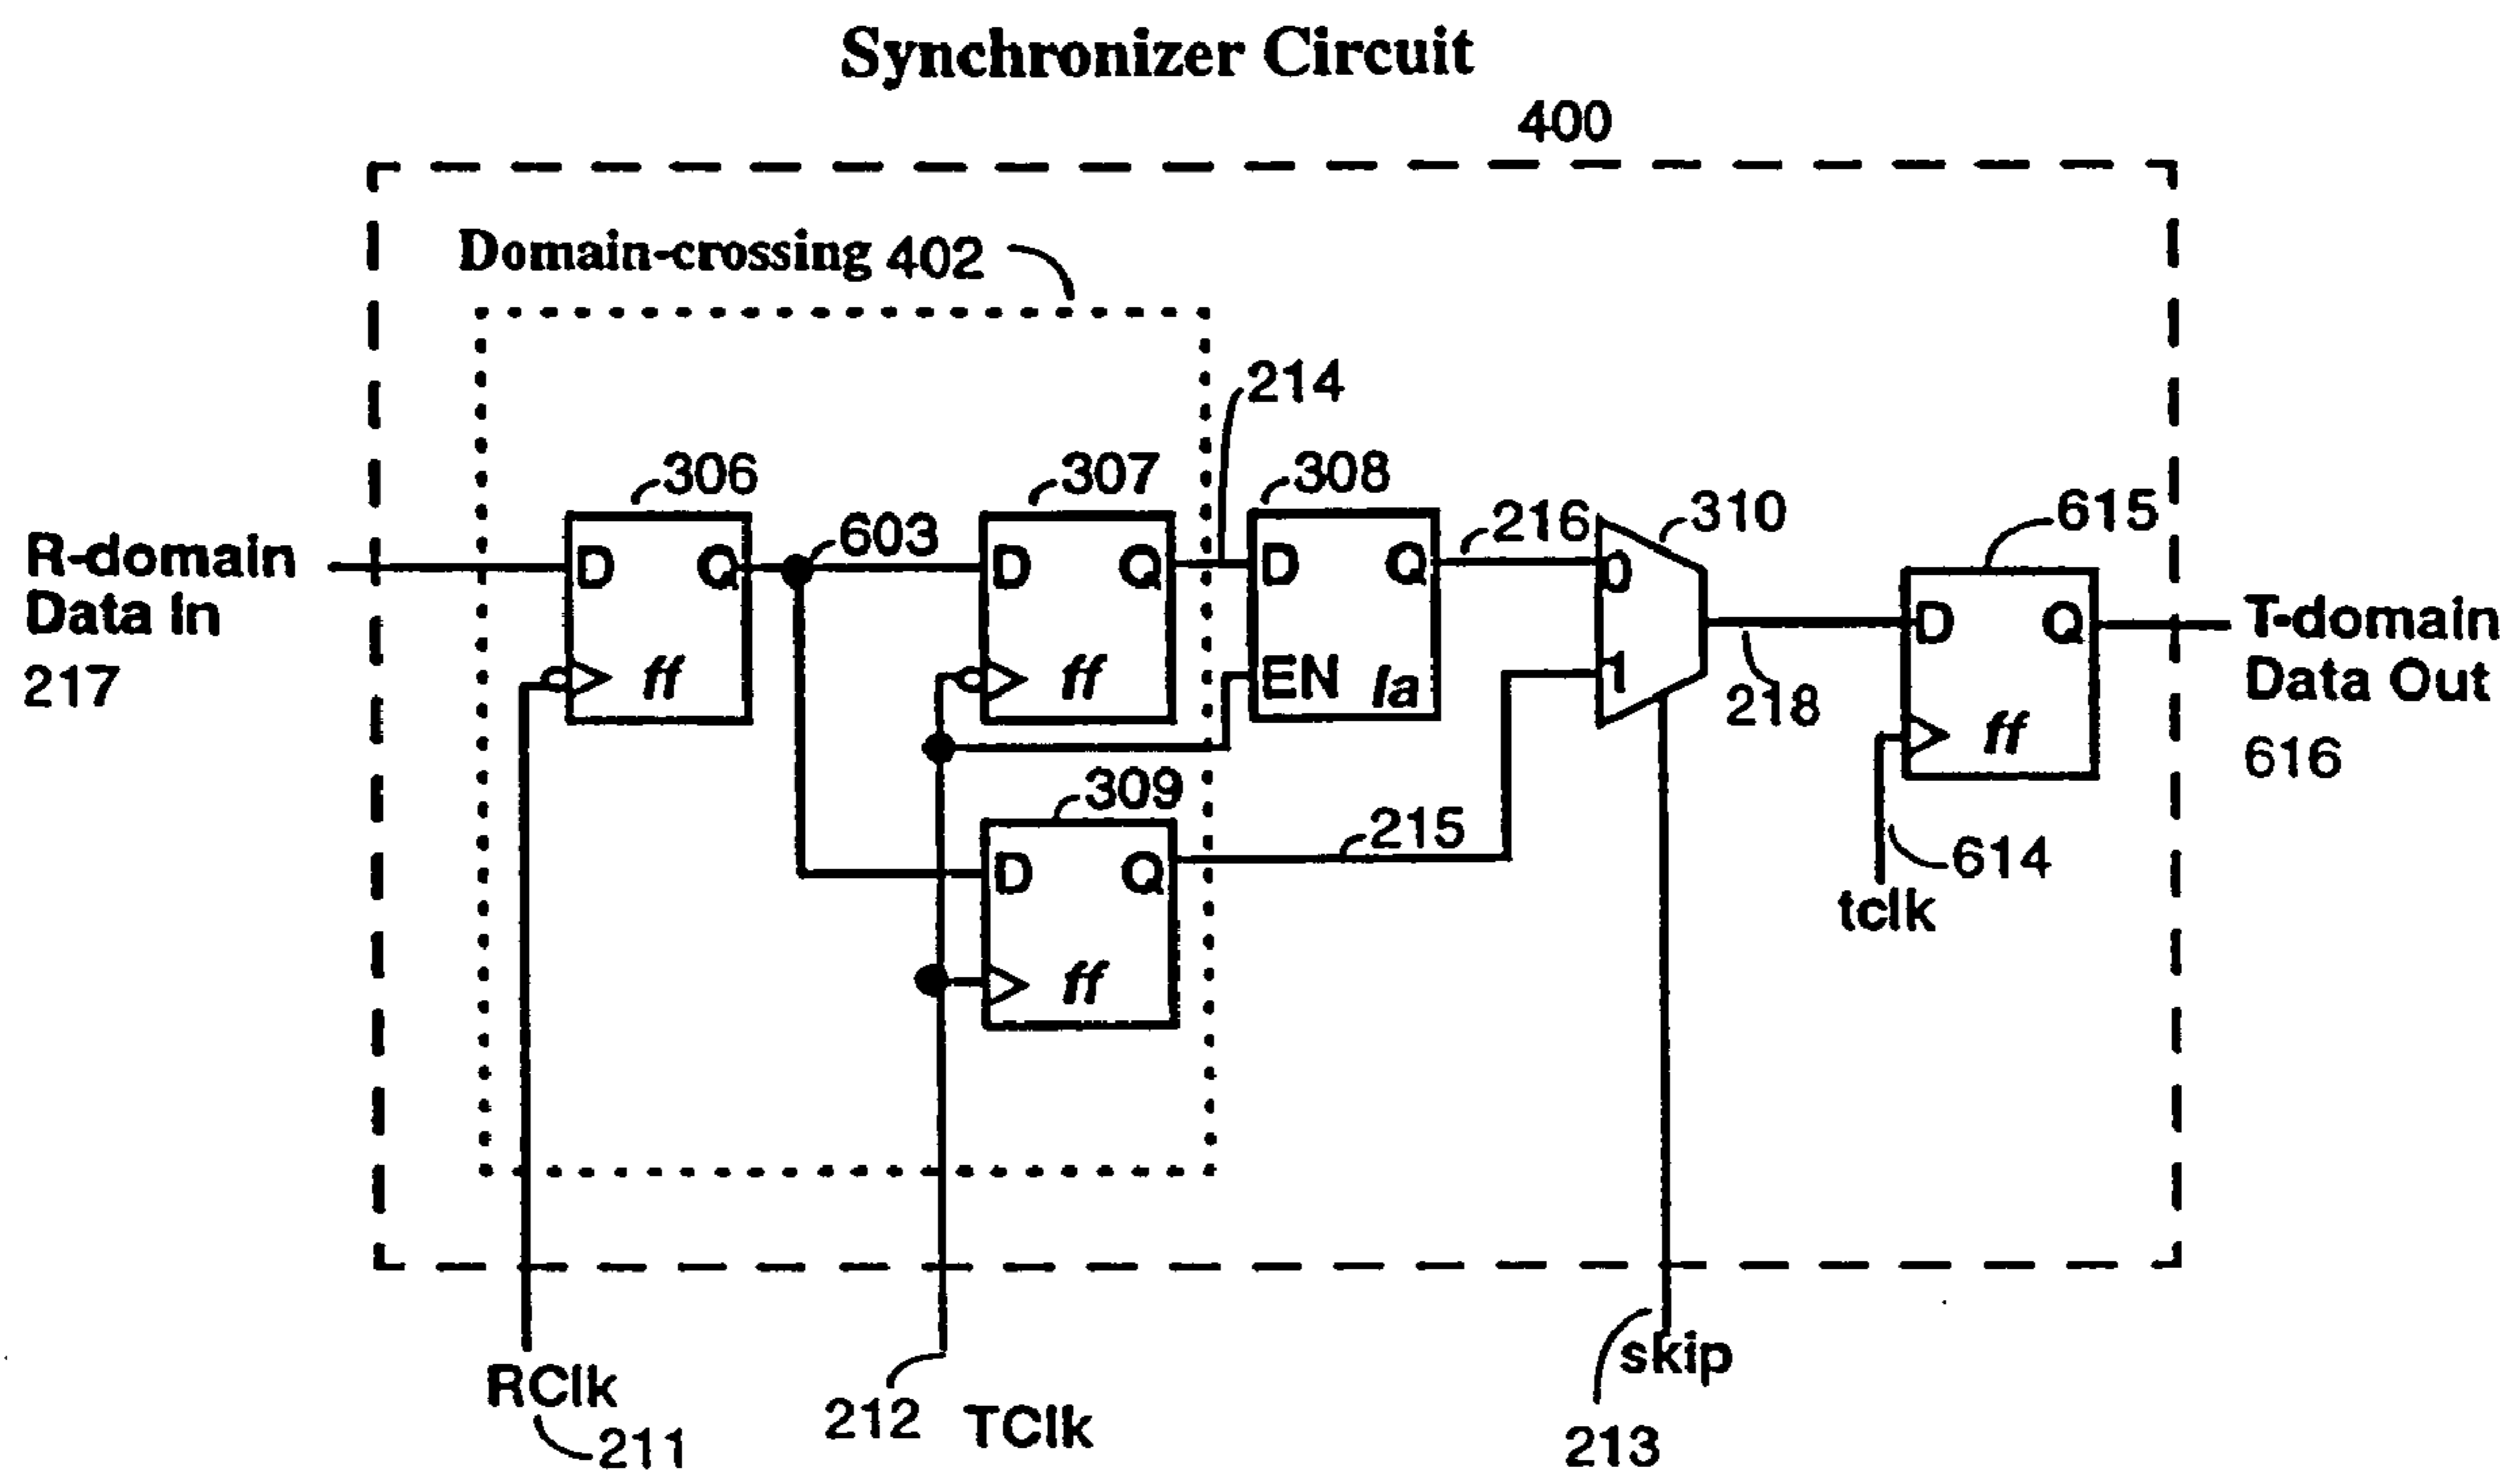 Synchronizer Circuit
400
Domain-crossing 402
214
306
307
308
603
216
310
615
R-domain
Data In
217
D Q
ff
D Q
ff
D Q
EN la
0
1
218
D Q
ff
T-domain
Data Out
616
309
215
D Q
ff
614
tclk
RClk
211
212 TClk
skip
213